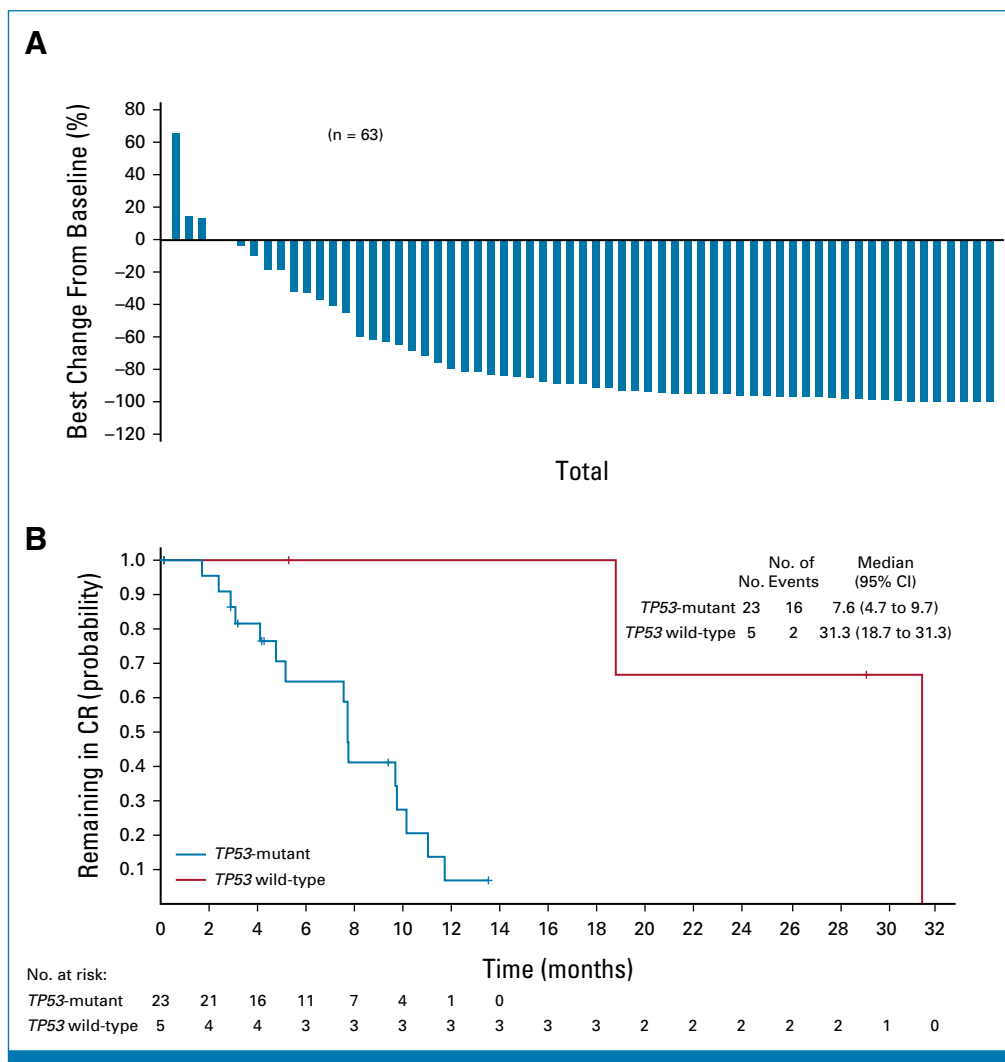 A
Best Change From Baseline (%)
80
60
40
20
0
−20
−40
−60
−80
−100
−120
(n = 63)
Total
B
Remaining in CR (probability)
1.0
0.9
0.8
0.7
0.6
0.5
0.4
0.3
0.2
0.1
No. of Median
No. Events (95% CI)
TP53-mutant 23 16 7.6 (4.7 to 9.7)
TP53 wild-type 5 2 31.3 (18.7 to 31.3)
TP53-mutant
TP53 wild-type
0 2 4 6 8 10 12 14 16 18 20 22 24 26 28 30 32
Time (months)
No. at risk:
TP53-mutant 23 21 16 11 7 4 1 0
TP53 wild-type 5 4 4 3 3 3 3 3 3 3 2 2 2 2 2 1 0